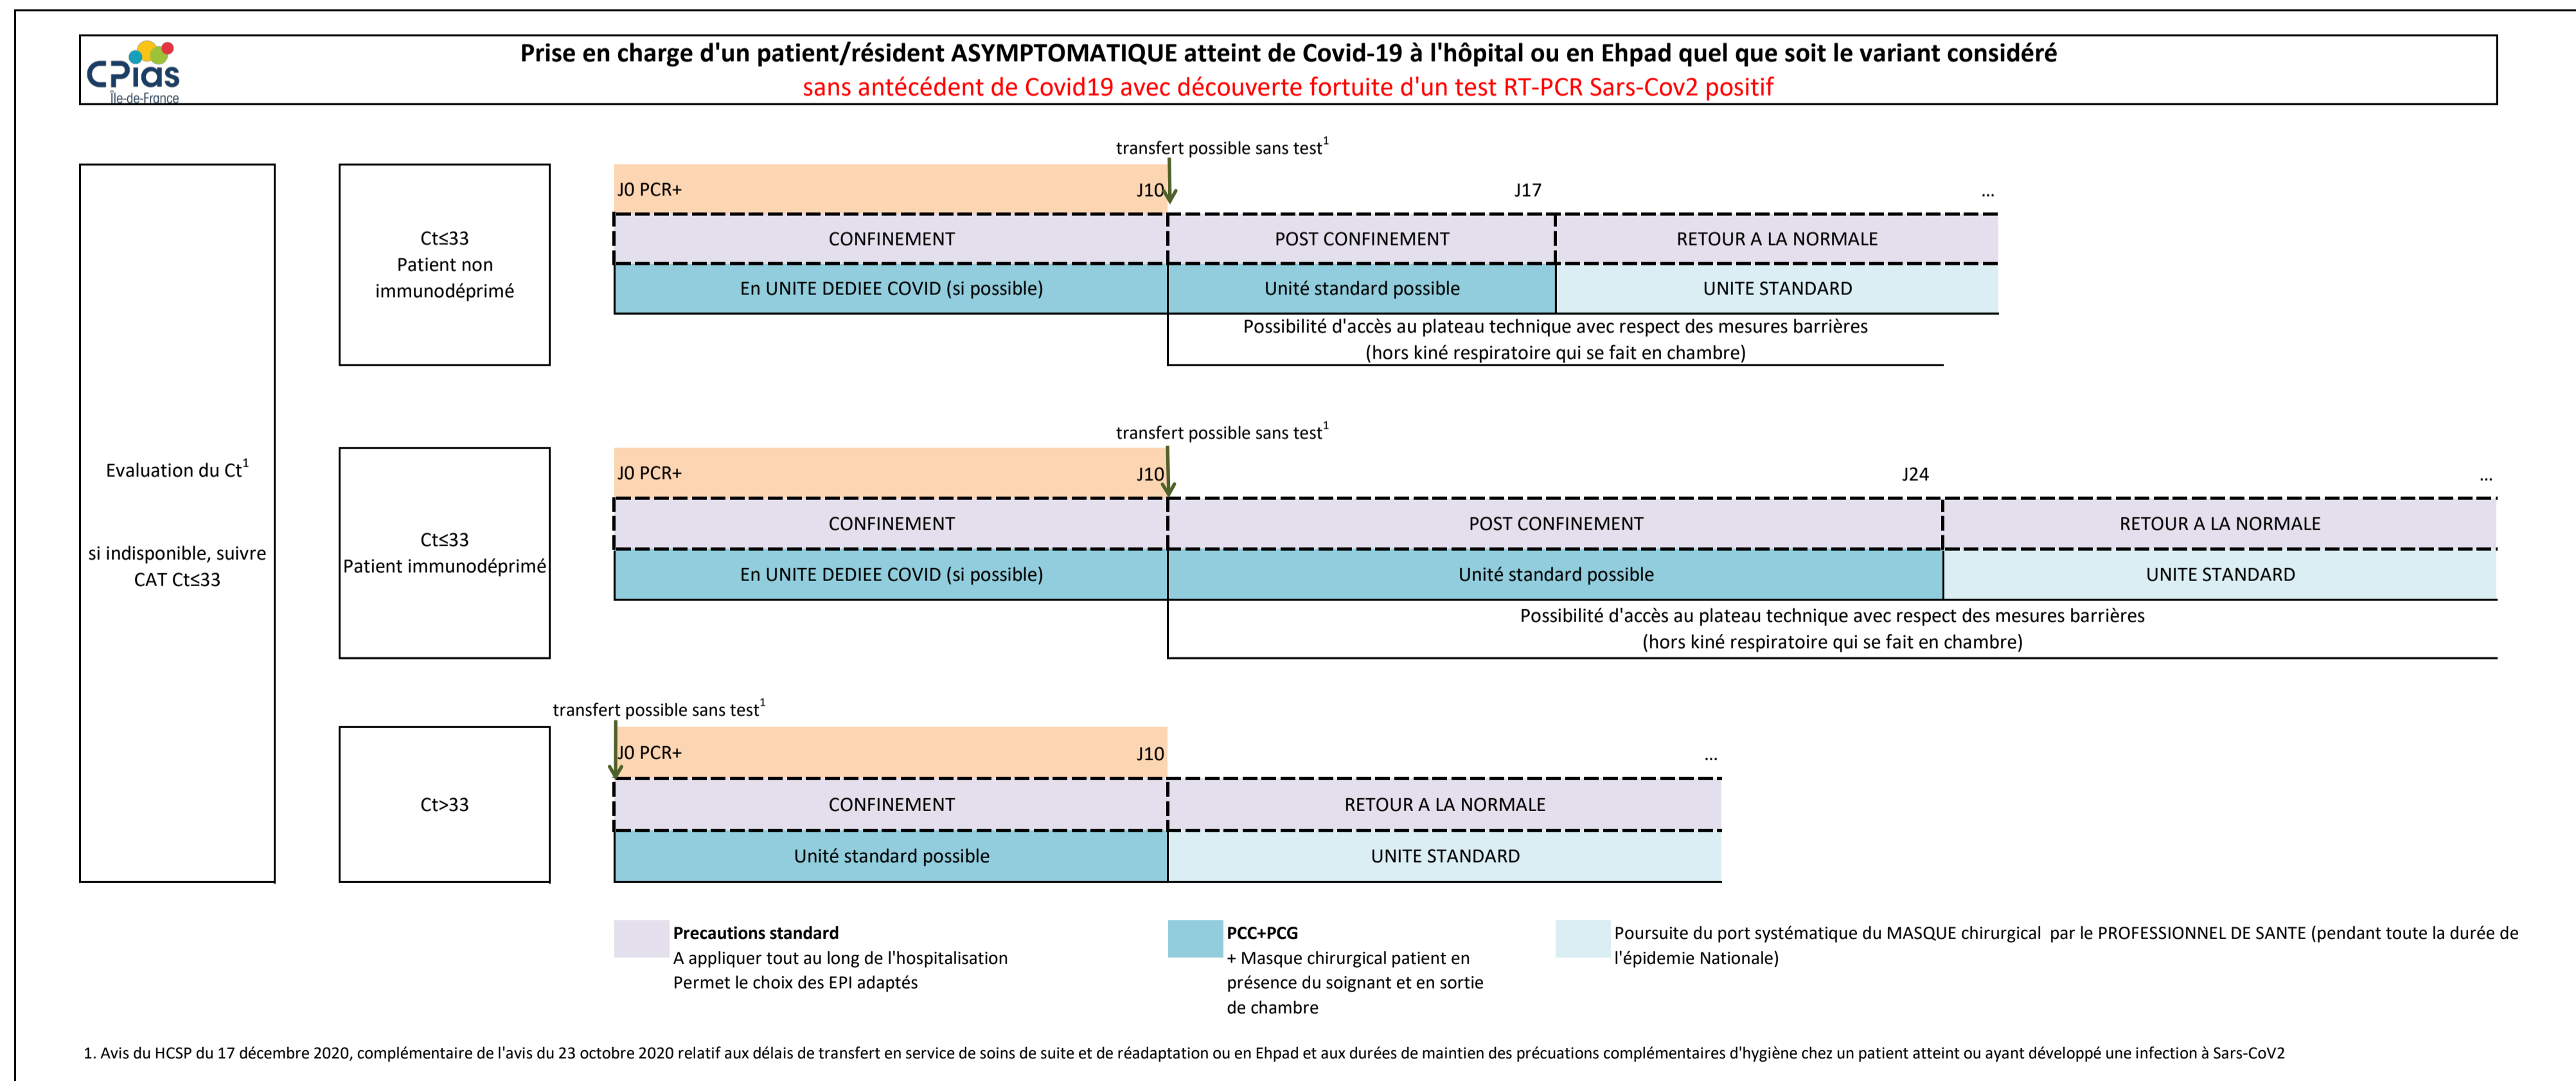 CPias
Île-de-France
Prise en charge d'un patient/résident ASYMPTOMATIQUE atteint de Covid-19 à l'hôpital ou en Ehpad quel que soit le variant considéré
sans antécédent de Covid19 avec découverte fortuite d'un test RT-PCR Sars-Cov2 positif
Evaluation du Ct1
si indisponible, suivre
CAT Ct≤33
Ct≤33
Patient non
immunodéprimé
transfert possible sans test1
J0 PCR+ J10 J17 ...
CONFINEMENT POST CONFINEMENT RETOUR A LA NORMALE
En UNITE DEDIEE COVID (si possible) Unité standard possible UNITE STANDARD
Possibilité d'accès au plateau technique avec respect des mesures barrières
(hors kiné respiratoire qui se fait en chambre)
Ct≤33
Patient immunodéprimé
transfert possible sans test1
J0 PCR+ J10 J24 ...
CONFINEMENT POST CONFINEMENT RETOUR A LA NORMALE
En UNITE DEDIEE COVID (si possible) Unité standard possible UNITE STANDARD
Possibilité d'accès au plateau technique avec respect des mesures barrières
(hors kiné respiratoire qui se fait en chambre)
Ct>33
transfert possible sans test1
J0 PCR+ J10 ...
CONFINEMENT RETOUR A LA NORMALE
Unité standard possible UNITE STANDARD
Precautions standard
A appliquer tout au long de l'hospitalisation
Permet le choix des EPI adaptés
PCC+PCG
+ Masque chirurgical patient en
présence du soignant et en sortie
de chambre
Poursuite du port systématique du MASQUE chirurgical par le PROFESSIONNEL DE SANTE (pendant toute la durée de
l'épidemie Nationale)
1. Avis du HCSP du 17 décembre 2020, complémentaire de l'avis du 23 octobre 2020 relatif aux délais de transfert en service de soins de suite et de réadaptation ou en Ehpad et aux durées de maintien des précuations complémentaires d'hygiène chez un patient atteint ou ayant développé une infection à Sars-CoV2